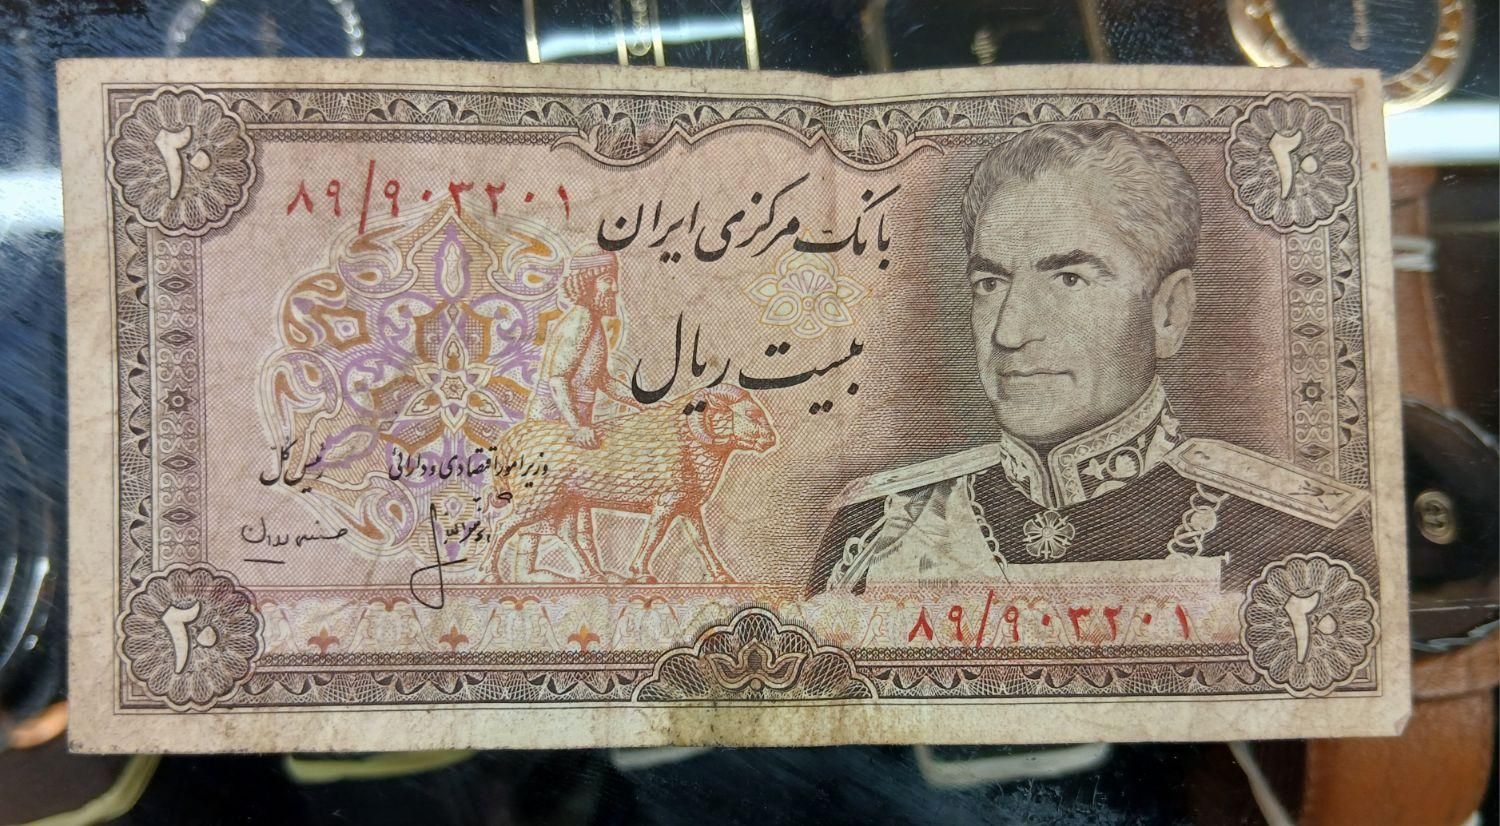 ۲۰
۲۰
۸۹/۹۰۳۲۰۱
بانک مرکزی ایران
بیست ریال
وزیر امور اقتصادی و دارائی
رئیس کل
۸۹/۹۰۳۲۰۱
۲۰
۲۰